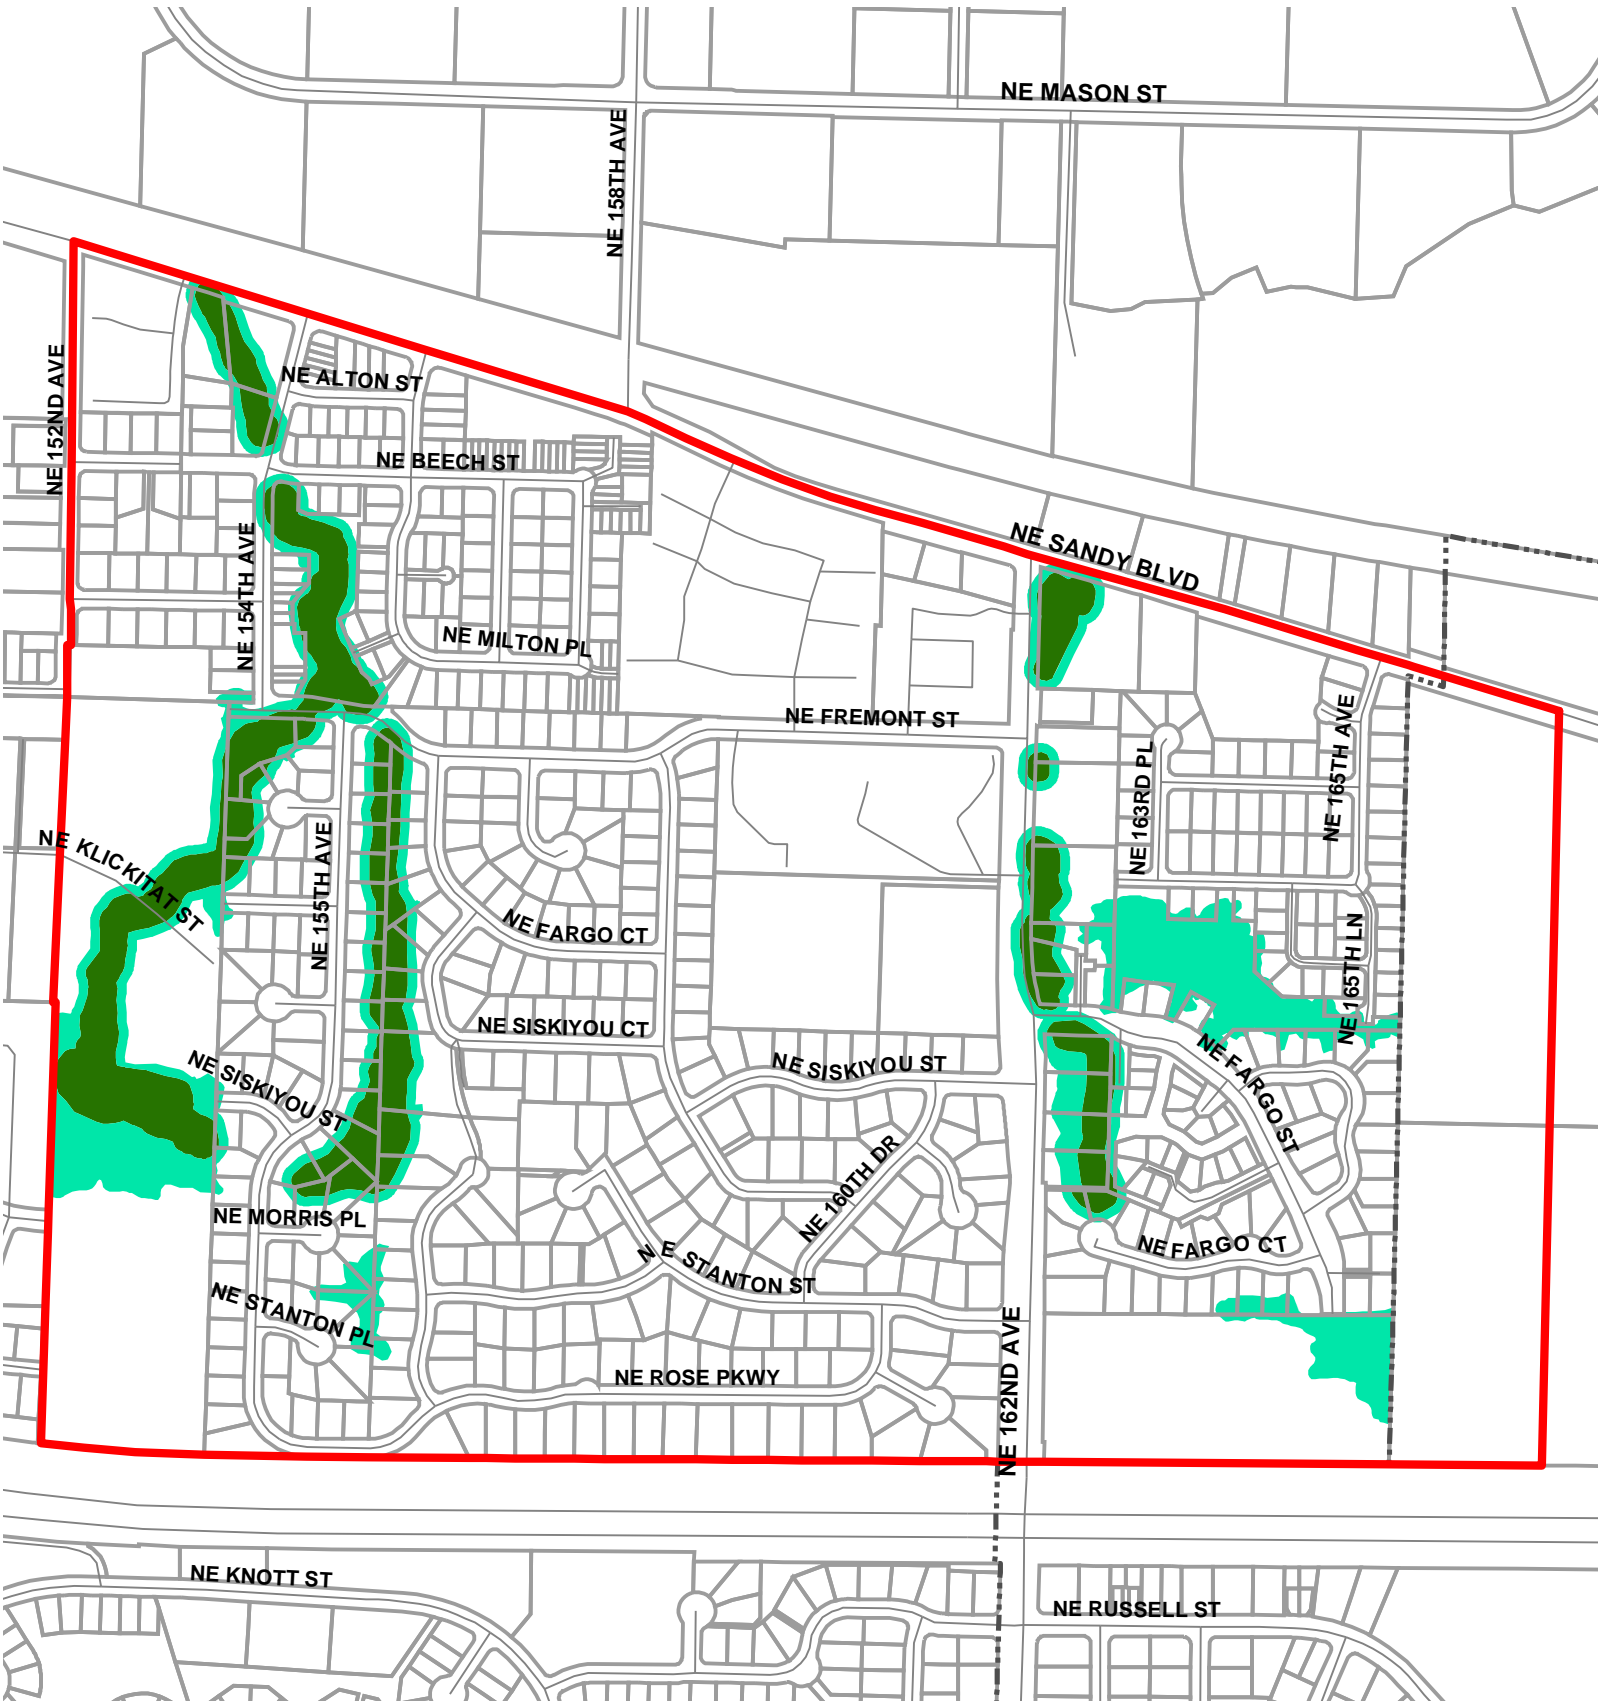 NE MASON ST
NE 158TH AVE
NE 152ND AVE
NE ALTON ST
NE BEECH ST
NE SANDY BLVD
NE 154TH AVE
NE MILTON PL
NE FREMONT ST
NE 165TH AVE
NE 163RD PL
NE KLICKITAT ST
NE 155TH AVE
NE FARGO CT
NE 165TH LN
NE SISKIYOU CT
NE SISKIYOU ST
NE SISKIYOU ST
NE FARGO ST
NE 160TH DR
NE MORRIS PL
NE FARGO CT
NE STANTON ST
NE STANTON PL
NE ROSE PKWY
NE 162ND AVE
NE KNOTT ST
NE RUSSELL ST